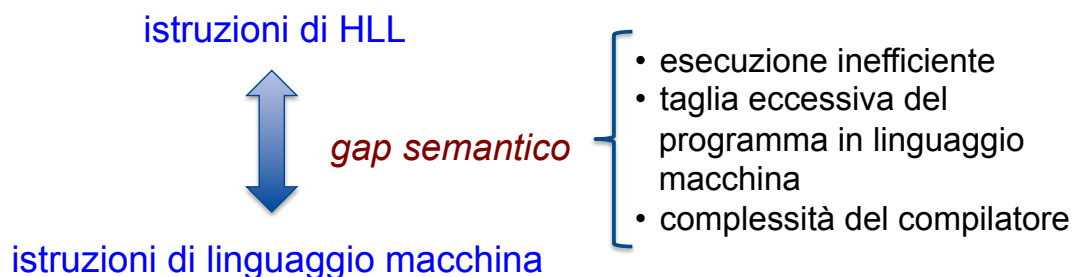 istruzioni di HLL
gap semantico
• esecuzione inefficiente
• taglia eccessiva del
programma in linguaggio
macchina
• complessità del compilatore
istruzioni di linguaggio macchina